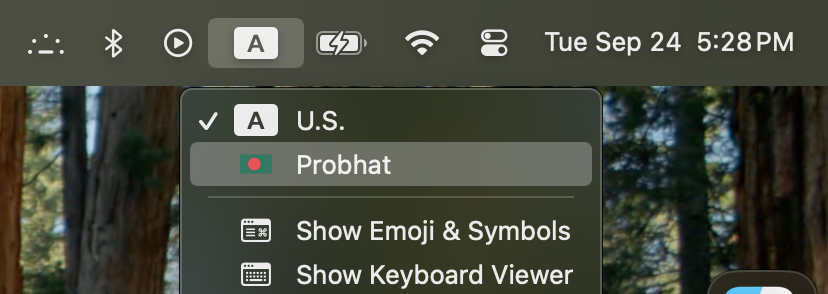 A Tue Sep 24 5:28 PM
A U.S.
Probhat
Show Emoji & Symbols
Show Keyboard Viewer